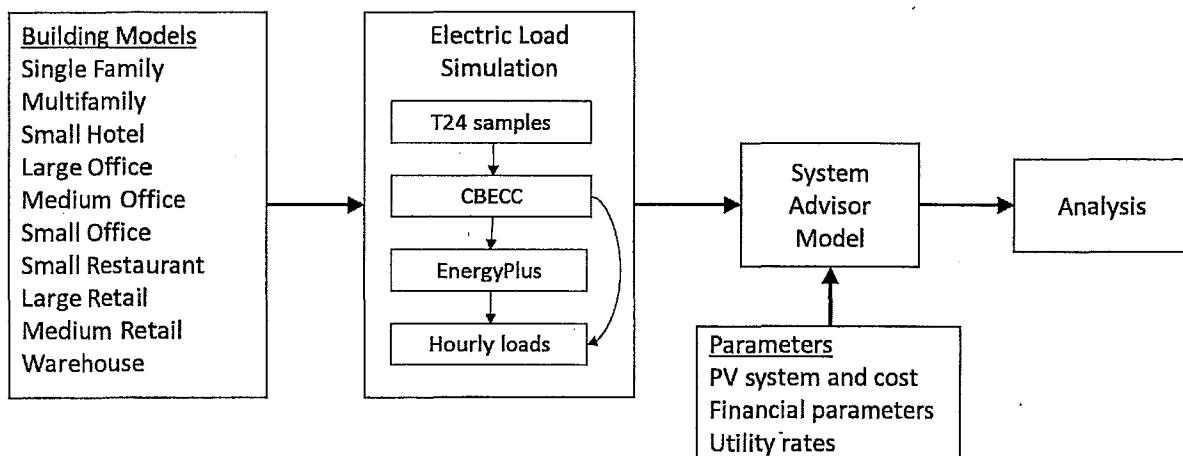 Building Models
Single Family
Multifamily
Small Hotel
Large Office
Medium Office
Small Office
Small Restaurant
Large Retail
Medium Retail
Warehouse
Electric Load
Simulation
T24 samples
CBECC
EnergyPlus
Hourly loads
System
Advisor
Model
Analysis
Parameters
PV system and cost
Financial parameters
Utility rates